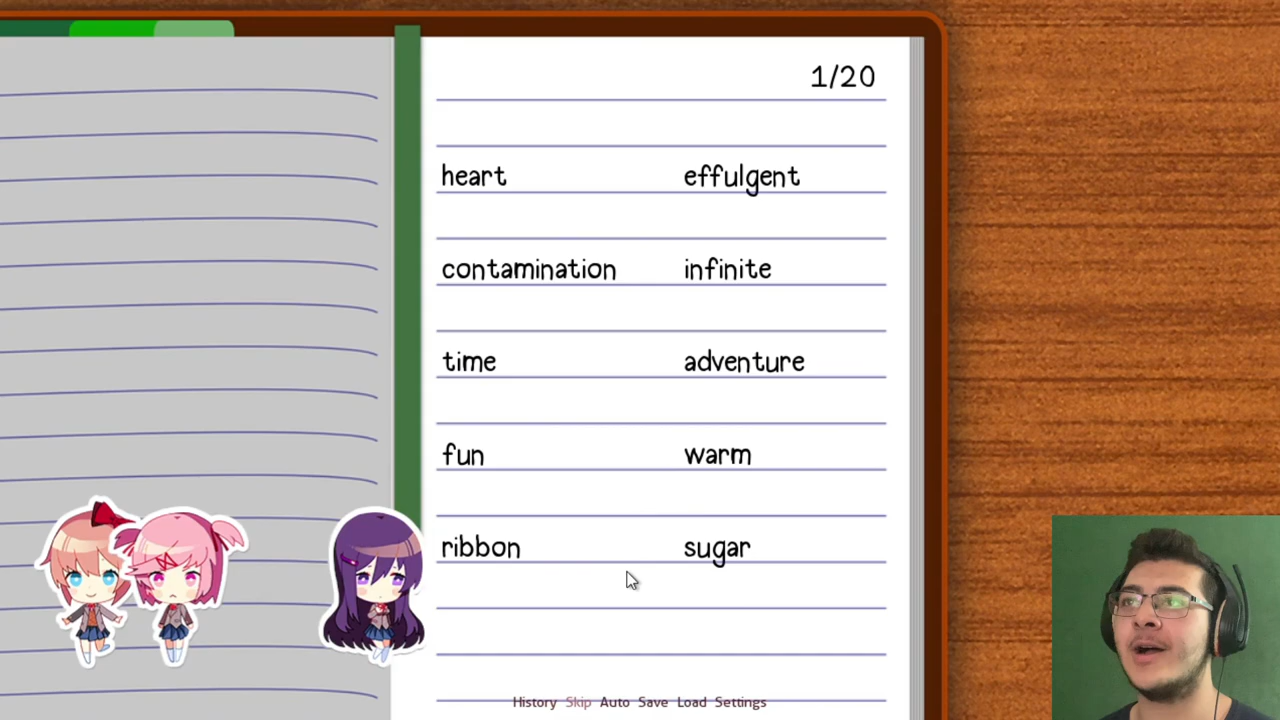 1/20
heart effulgent
contamination infinite
time adventure
fun warm
ribbon sugar
History Skip Auto Save Load Settings